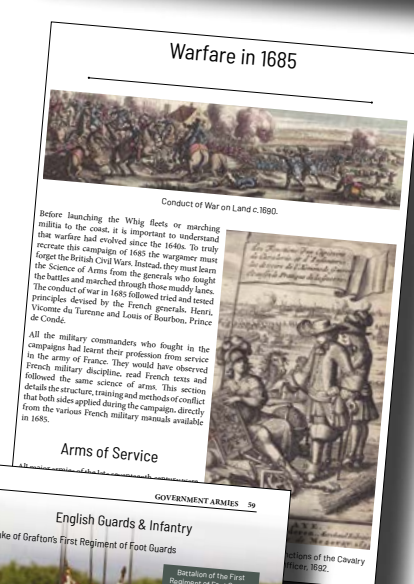 Warfare in 1685
Conduct of War on Land c.1690.
Before launching the Whig fleets or marching
militia to the coast, it is important to understand
that warfare had evolved since the 1640s. To truly
recreate this campaign of 1685 the wargamer must
forget the British Civil Wars. Instead, they must learn
the Science of Arms from the generals who fought
the battles and marched through those muddy lanes.
The conduct of war in 1685 followed tried and tested
principles devised by the French generals, Henri,
Vicomte du Turenne and Louis of Bourbon, Prince
de Condé.
All the military commanders who fought in the
campaigns had learnt their profession from service
in the army of France. They would have observed
French military discipline, read French texts and
followed the same science of arms. This section
details the structure, training and methods of conflict
that both sides applied during the campaign, directly
from the various French military manuals available
in 1685.
Arms of Service
ctions of the Cavalry
fficer, 1692.
GOVERNMENT ARMIES 59
English Guards & Infantry
ke of Grafton's First Regiment of Foot Guards
Battalion of the First
Regiment of Foot